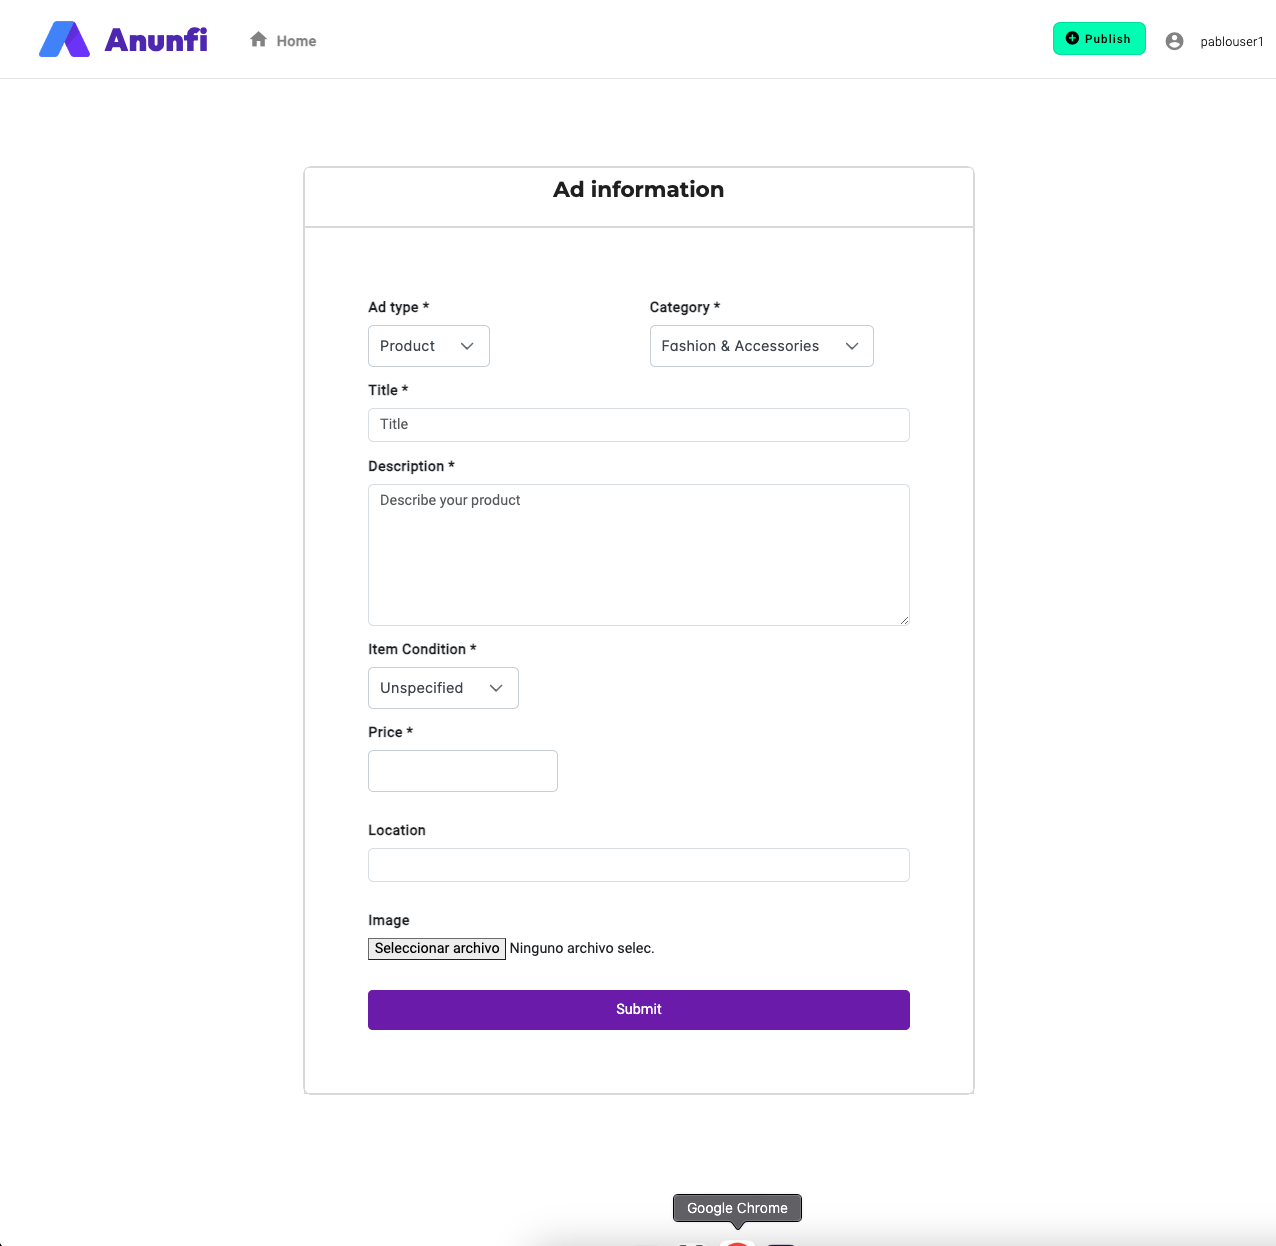 Anunfi
Home
Publish
pablouser1
Ad information
Ad type *
Category *
Product
Fashion & Accessories
Title *
Title
Description *
Describe your product
Item Condition *
Unspecified
Price *
Location
Image
Seleccionar archivo Ninguno archivo selec.
Submit
Google Chrome